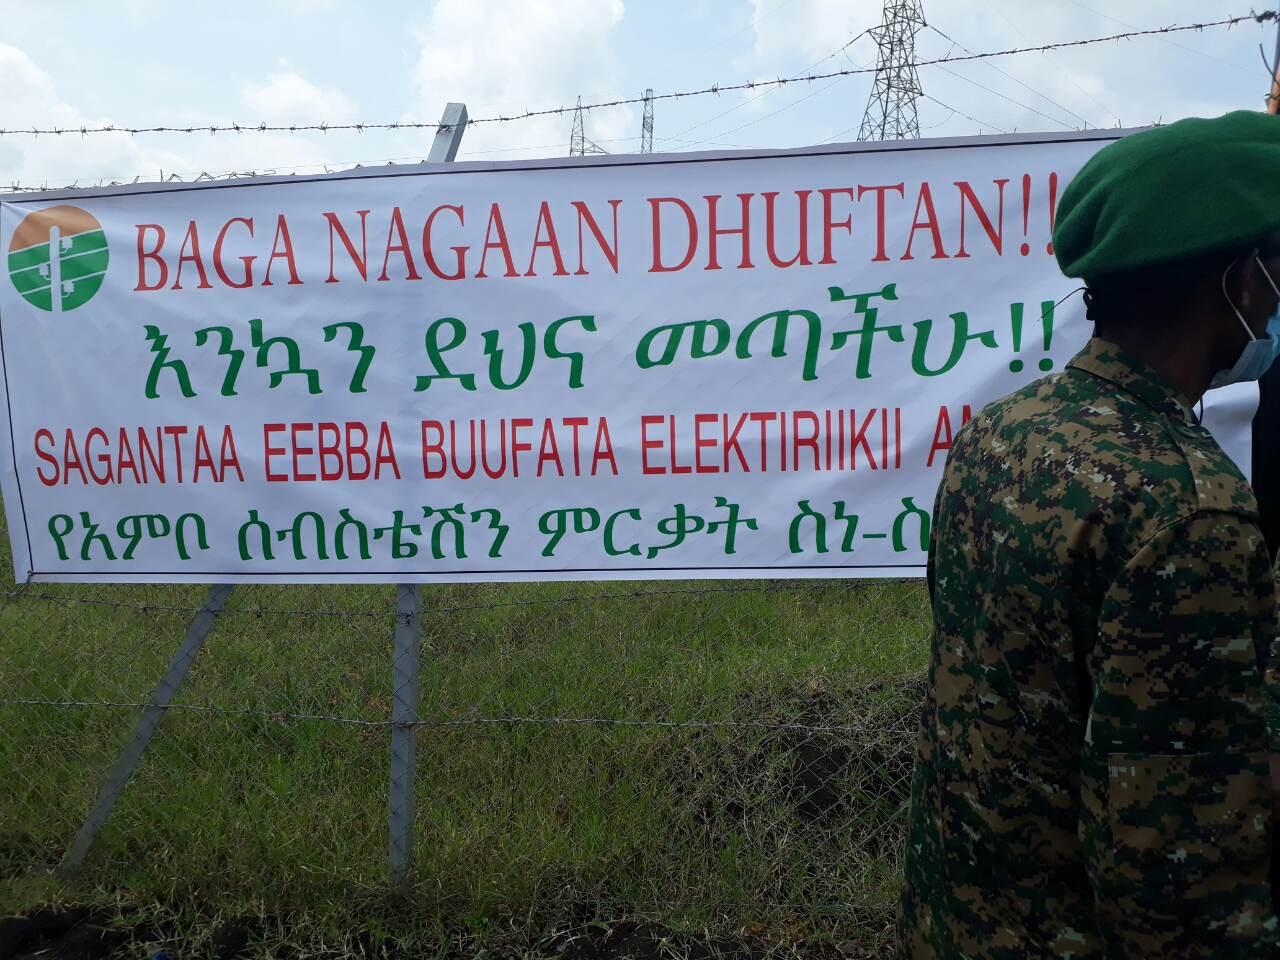 BAGA NAGAAN DHUFTAN!!
እንኳን ደህና መጣችሁ!!
SAGANTAA EEBBA BUUFATA ELEKTIRIIKII
የአምቦ ሰብስቴሽን ምርቃት